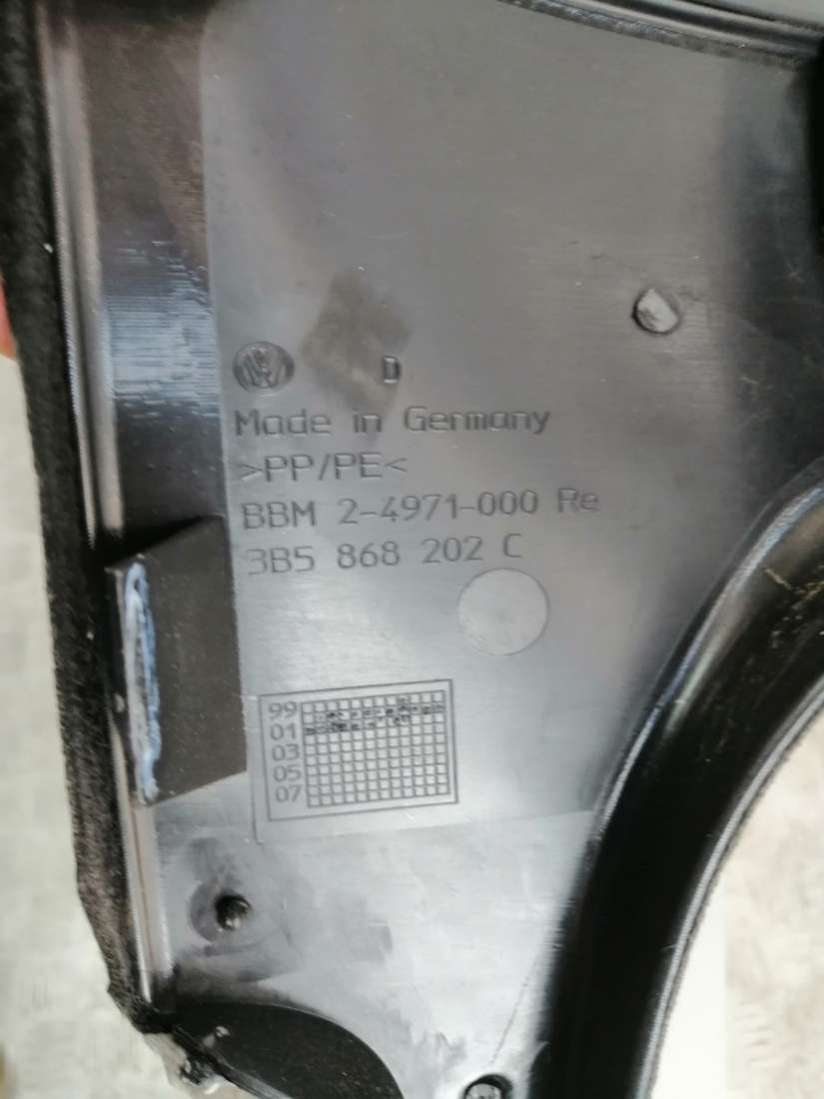 D
Made in Germany
>PP/PE<
BBM 2-4971-000 Re
3B5 868 202 C
99
01
03
05
07